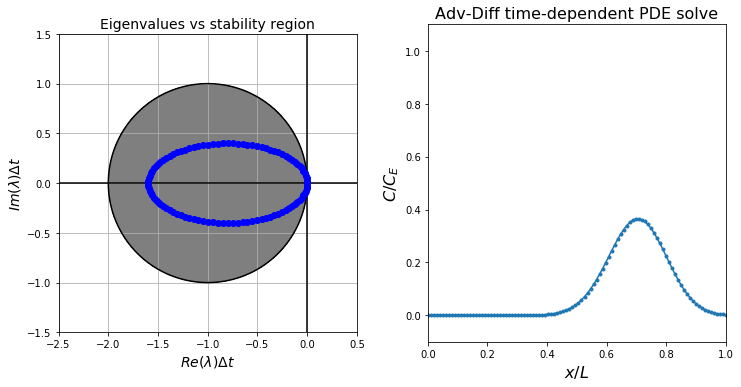 Eigenvalues vs stability region
1.5
1.0
0.5
0.0
−0.5
−1.0
−1.5
Im(λ)Δt
−2.5 −2.0 −1.5 −1.0 −0.5 0.0 0.5
Re(λ)Δt
Adv-Diff time-dependent PDE solve
1.0
0.8
0.6
0.4
0.2
0.0
C/C_E
0.0 0.2 0.4 0.6 0.8 1.0
x/L